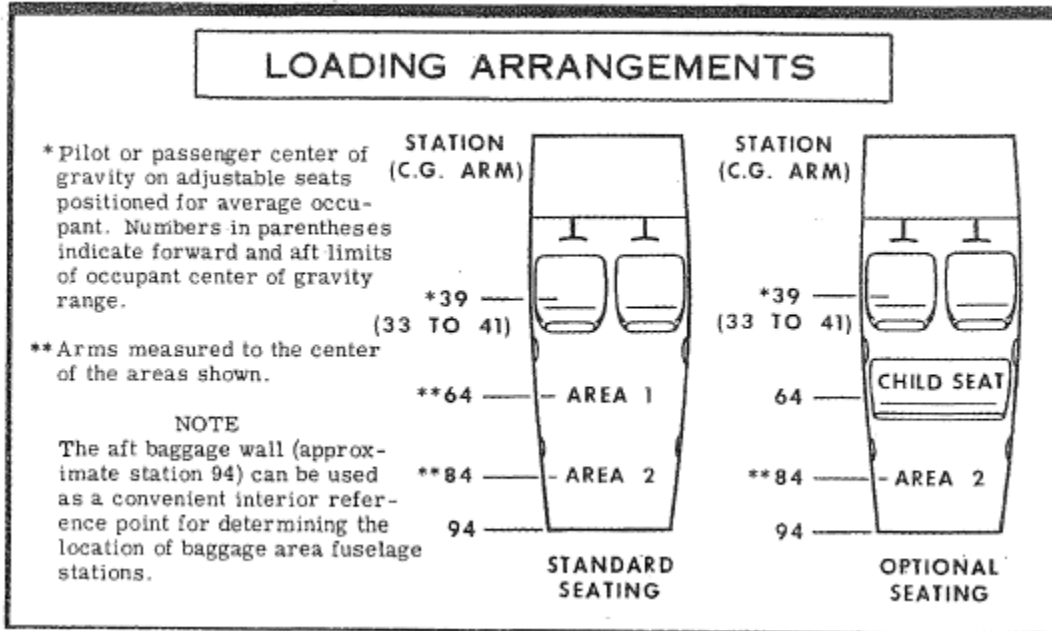 LOADING ARRANGEMENTS
* Pilot or passenger center of
gravity on adjustable seats
positioned for average occu-
pant. Numbers in parentheses
indicate forward and aft limits
of occupant center of gravity
range.
** Arms measured to the center
of the areas shown.
NOTE
The aft baggage wall (approx-
imate station 94) can be used
as a convenient interior refer-
ence point for determining the
location of baggage area fuselage
stations.
STATION
(C.G. ARM)
*39
(33 TO 41)
**64
AREA 1
**84
AREA 2
94
STANDARD
SEATING
STATION
(C.G. ARM)
*39
(33 TO 41)
64
CHILD SEAT
**84
AREA 2
94
OPTIONAL
SEATING